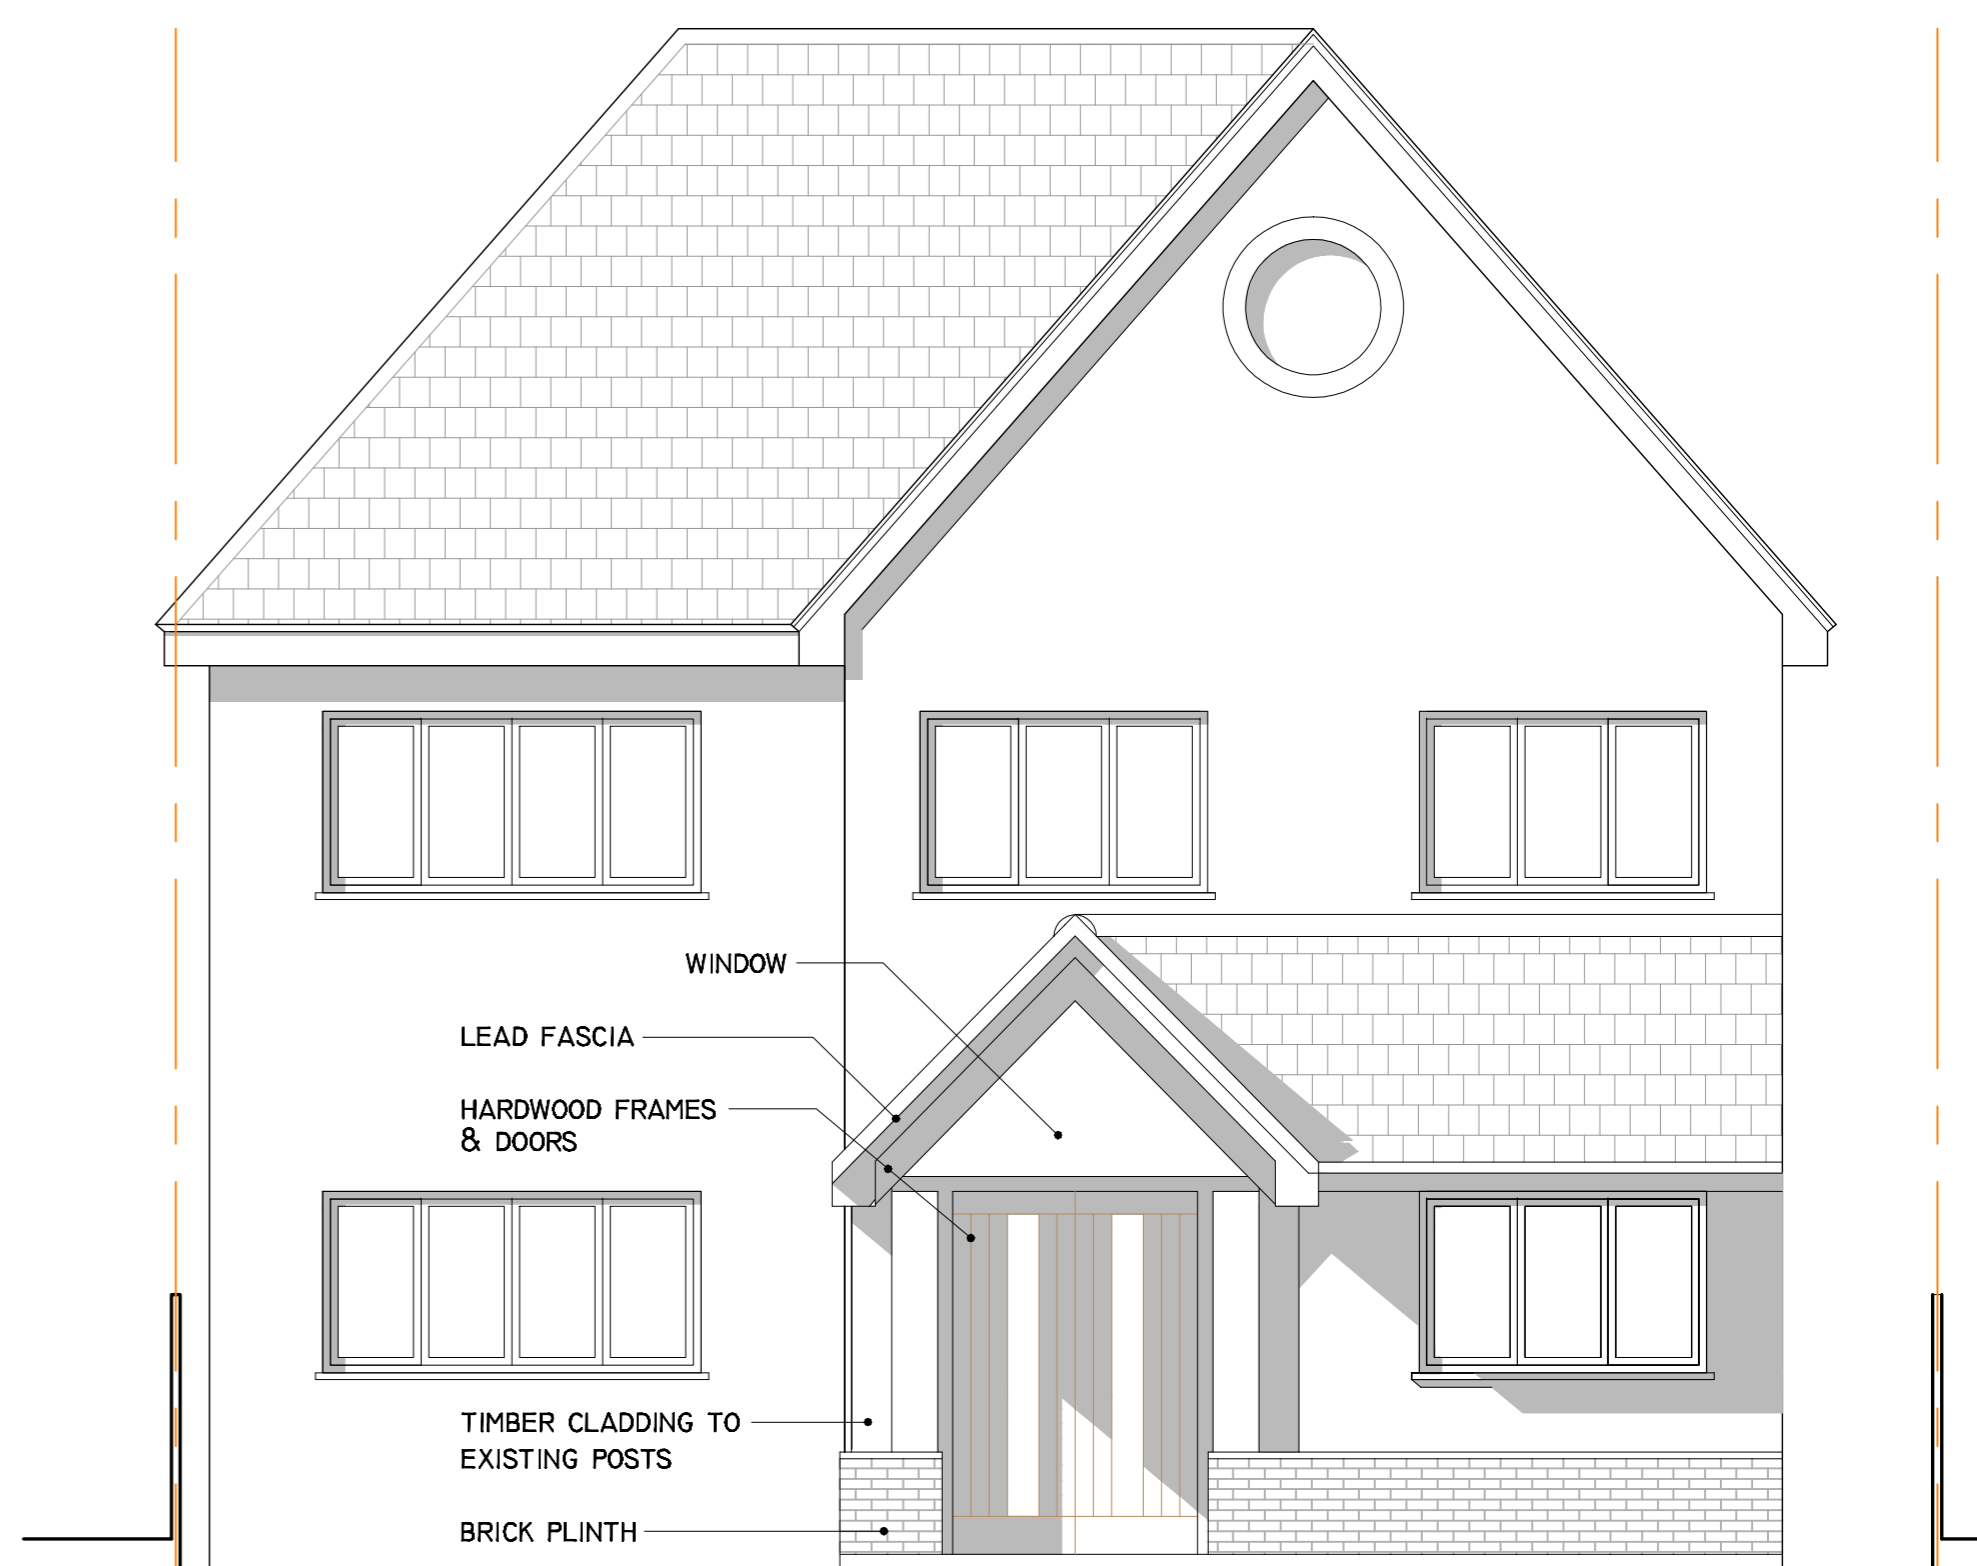 WINDOW
LEAD FASCIA
HARDWOOD FRAMES
& DOORS
TIMBER CLADDING TO
EXISTING POSTS
BRICK PLINTH